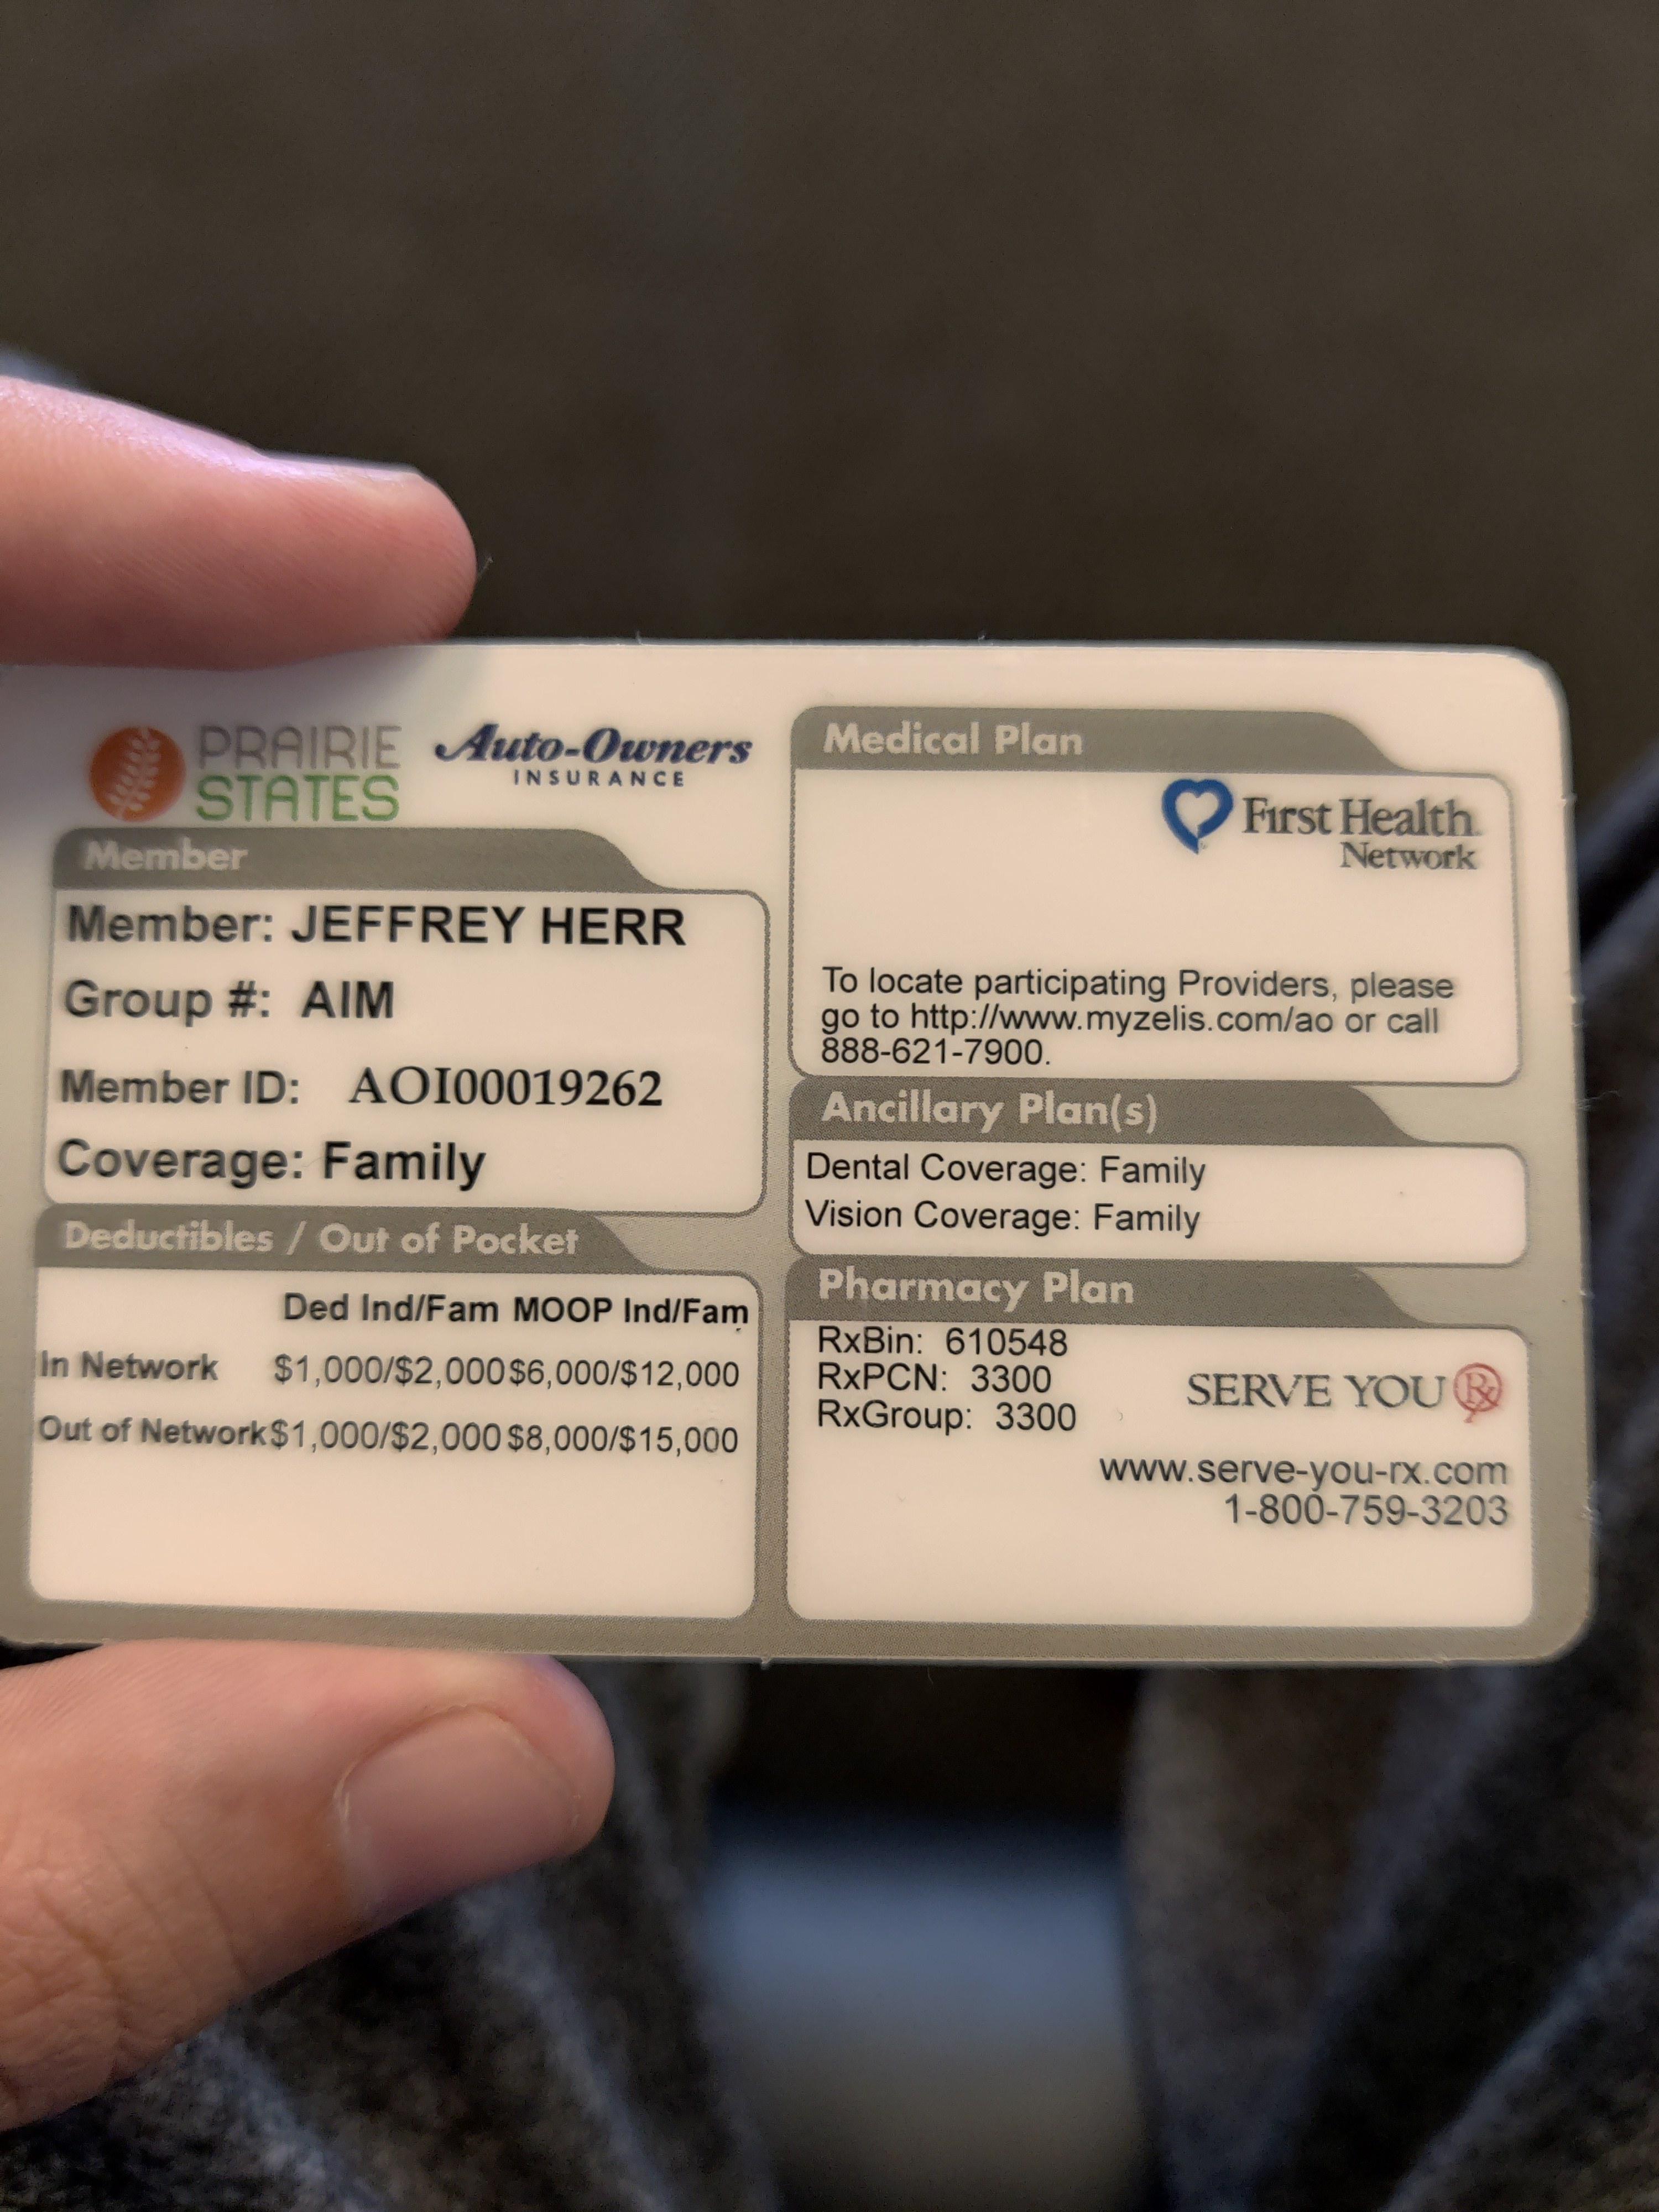 PRAIRIE
STATES
Auto-Owners
INSURANCE
Member
Member: JEFFREY HERR
Group #: AIM
Member ID: AOI00019262
Coverage: Family
Deductibles / Out of Pocket
Ded Ind/Fam MOOP Ind/Fam
In Network $1,000/$2,000 $6,000/$12,000
Out of Network $1,000/$2,000 $8,000/$15,000
Medical Plan
First Health
Network
To locate participating Providers, please
go to http://www.myzelis.com/ao or call
888-621-7900.
Ancillary Plan(s)
Dental Coverage: Family
Vision Coverage: Family
Pharmacy Plan
RxBin: 610548
RxPCN: 3300
RxGroup: 3300
SERVE YOU Rx
www.serve-you-rx.com
1-800-759-3203